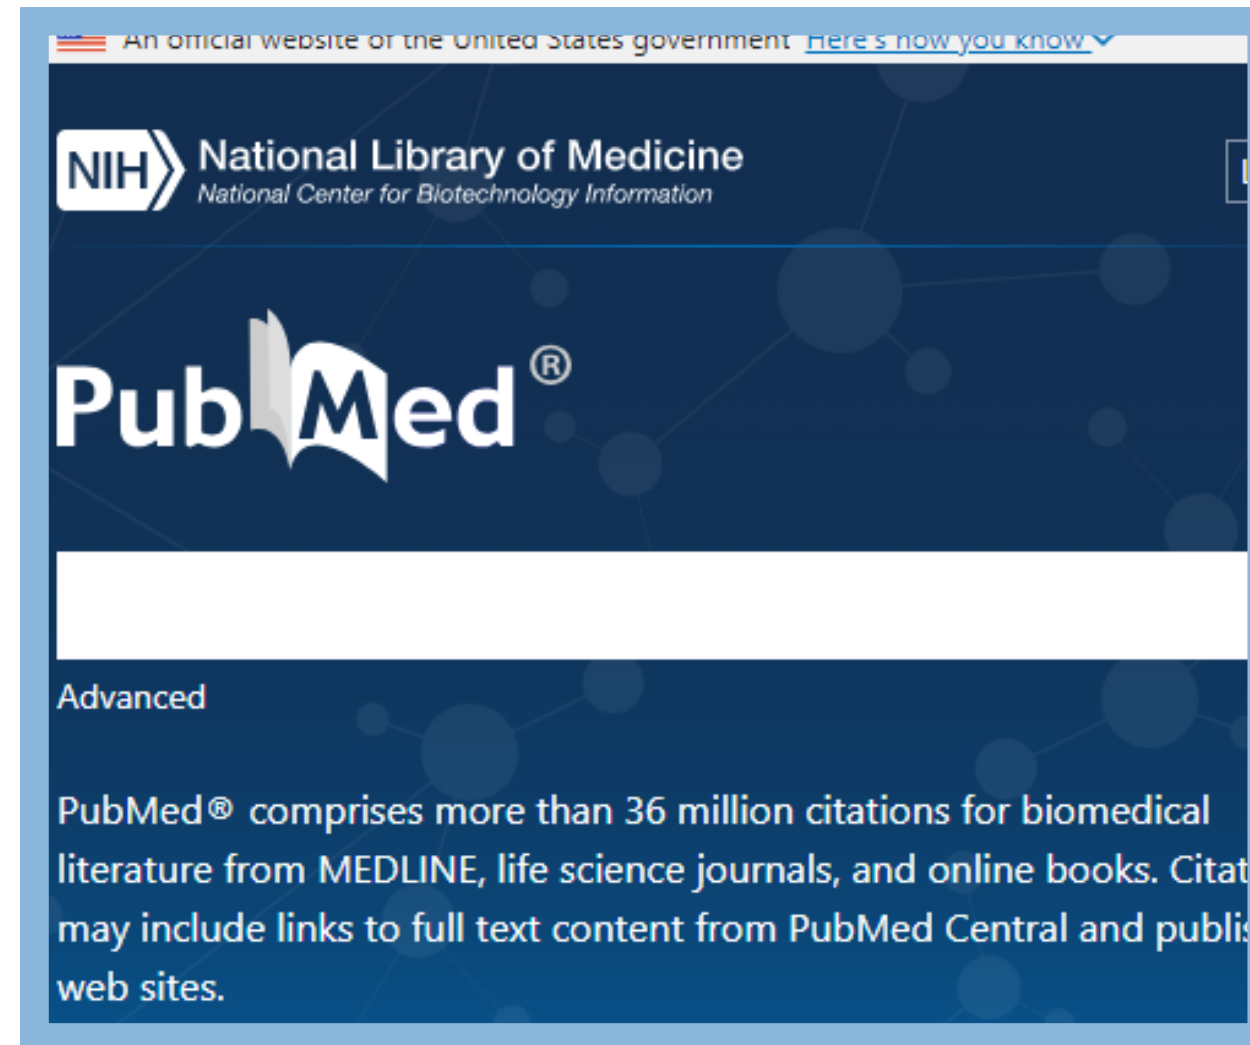 An official website of the United States government Here's how you know
NIH National Library of Medicine
National Center for Biotechnology Information
PubMed®
Advanced
PubMed® comprises more than 36 million citations for biomedical
literature from MEDLINE, life science journals, and online books. Citat
may include links to full text content from PubMed Central and publis
web sites.